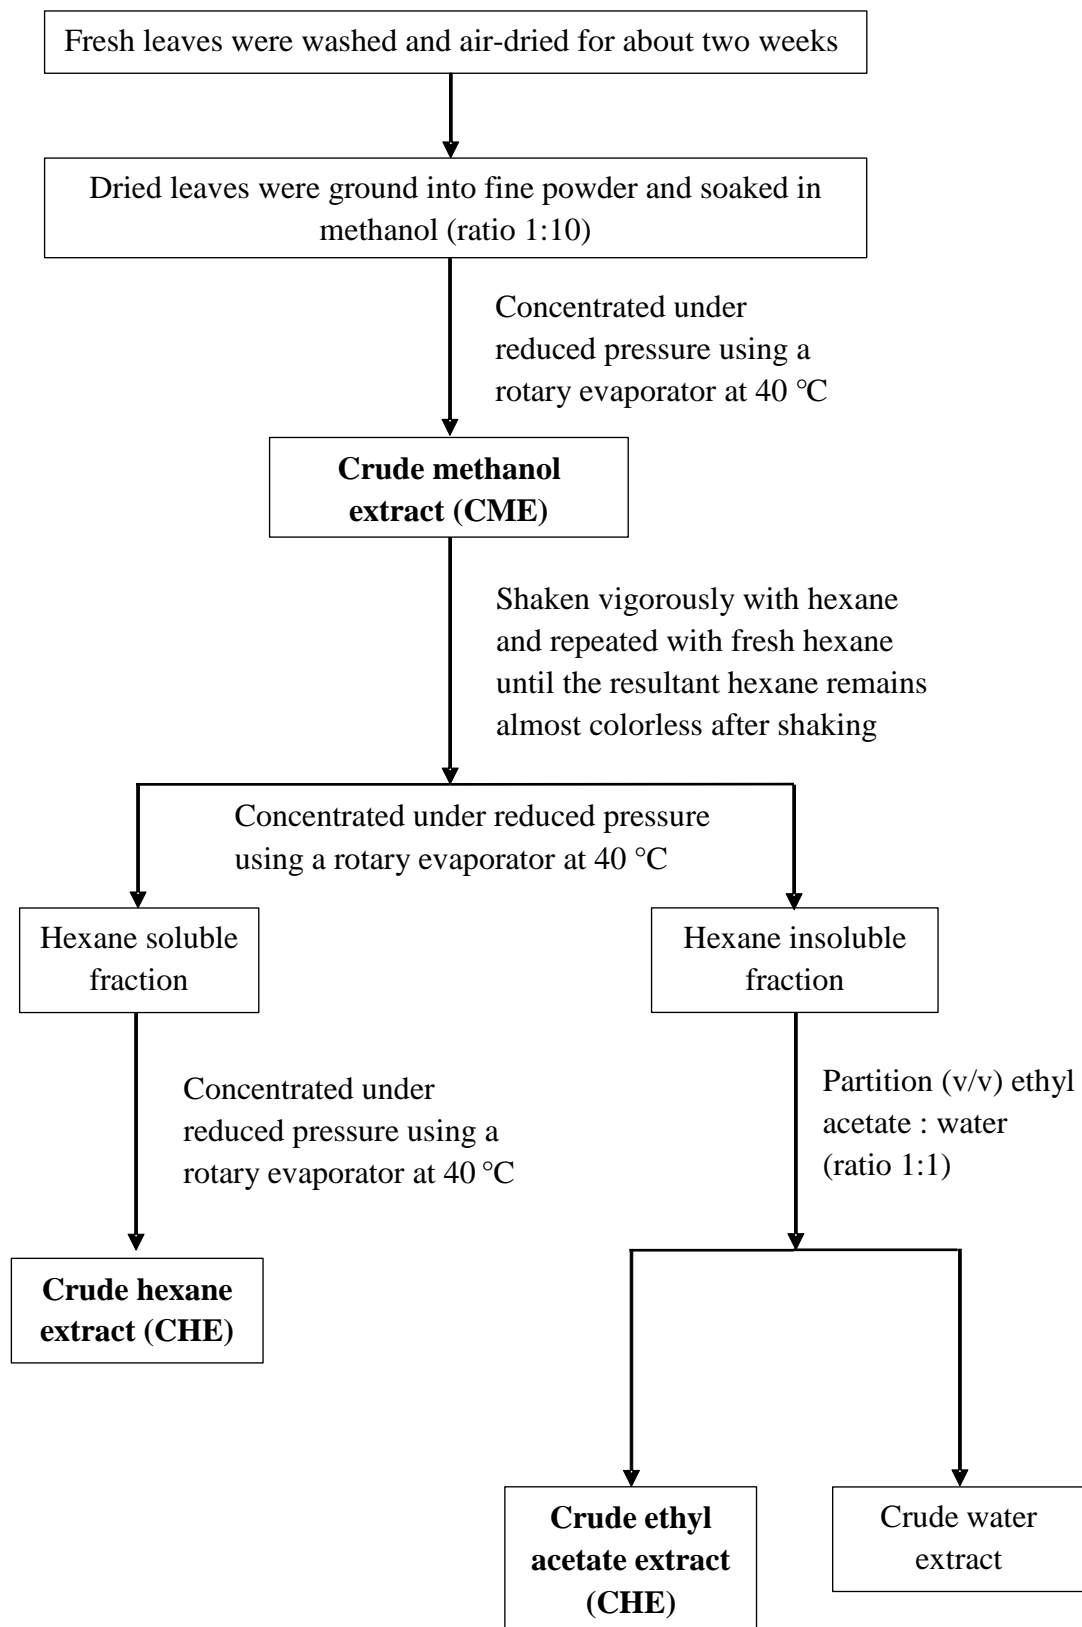 Fresh leaves were washed and air-dried for about two weeks
Dried leaves were ground into fine powder and soaked in
methanol (ratio 1:10)
Concentrated under
reduced pressure using a
rotary evaporator at 40 °C
Crude methanol
extract (CME)
Shaken vigorously with hexane
and repeated with fresh hexane
until the resultant hexane remains
almost colorless after shaking
Concentrated under reduced pressure
using a rotary evaporator at 40 °C
Hexane soluble
fraction
Hexane insoluble
fraction
Concentrated under
reduced pressure using a
rotary evaporator at 40 °C
Partition (v/v) ethyl
acetate : water
(ratio 1:1)
Crude hexane
extract (CHE)
Crude ethyl
acetate extract
(CHE)
Crude water
extract